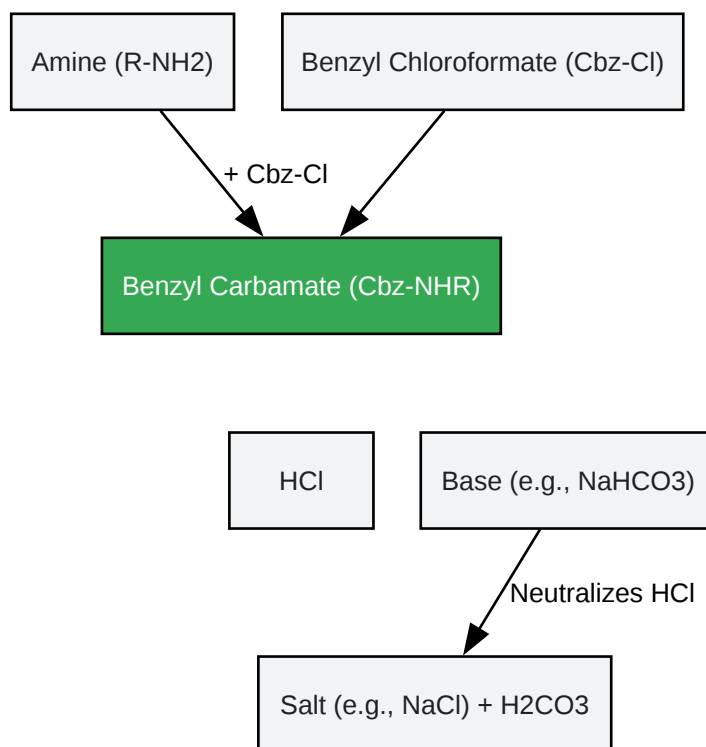 Amine (R-NH2)
Benzyl Chloroformate (Cbz-Cl)
+ Cbz-Cl
Benzyl Carbamate (Cbz-NHR)
HCl
Base (e.g., NaHCO3)
Neutralizes HCl
Salt (e.g., NaCl) + H2CO3